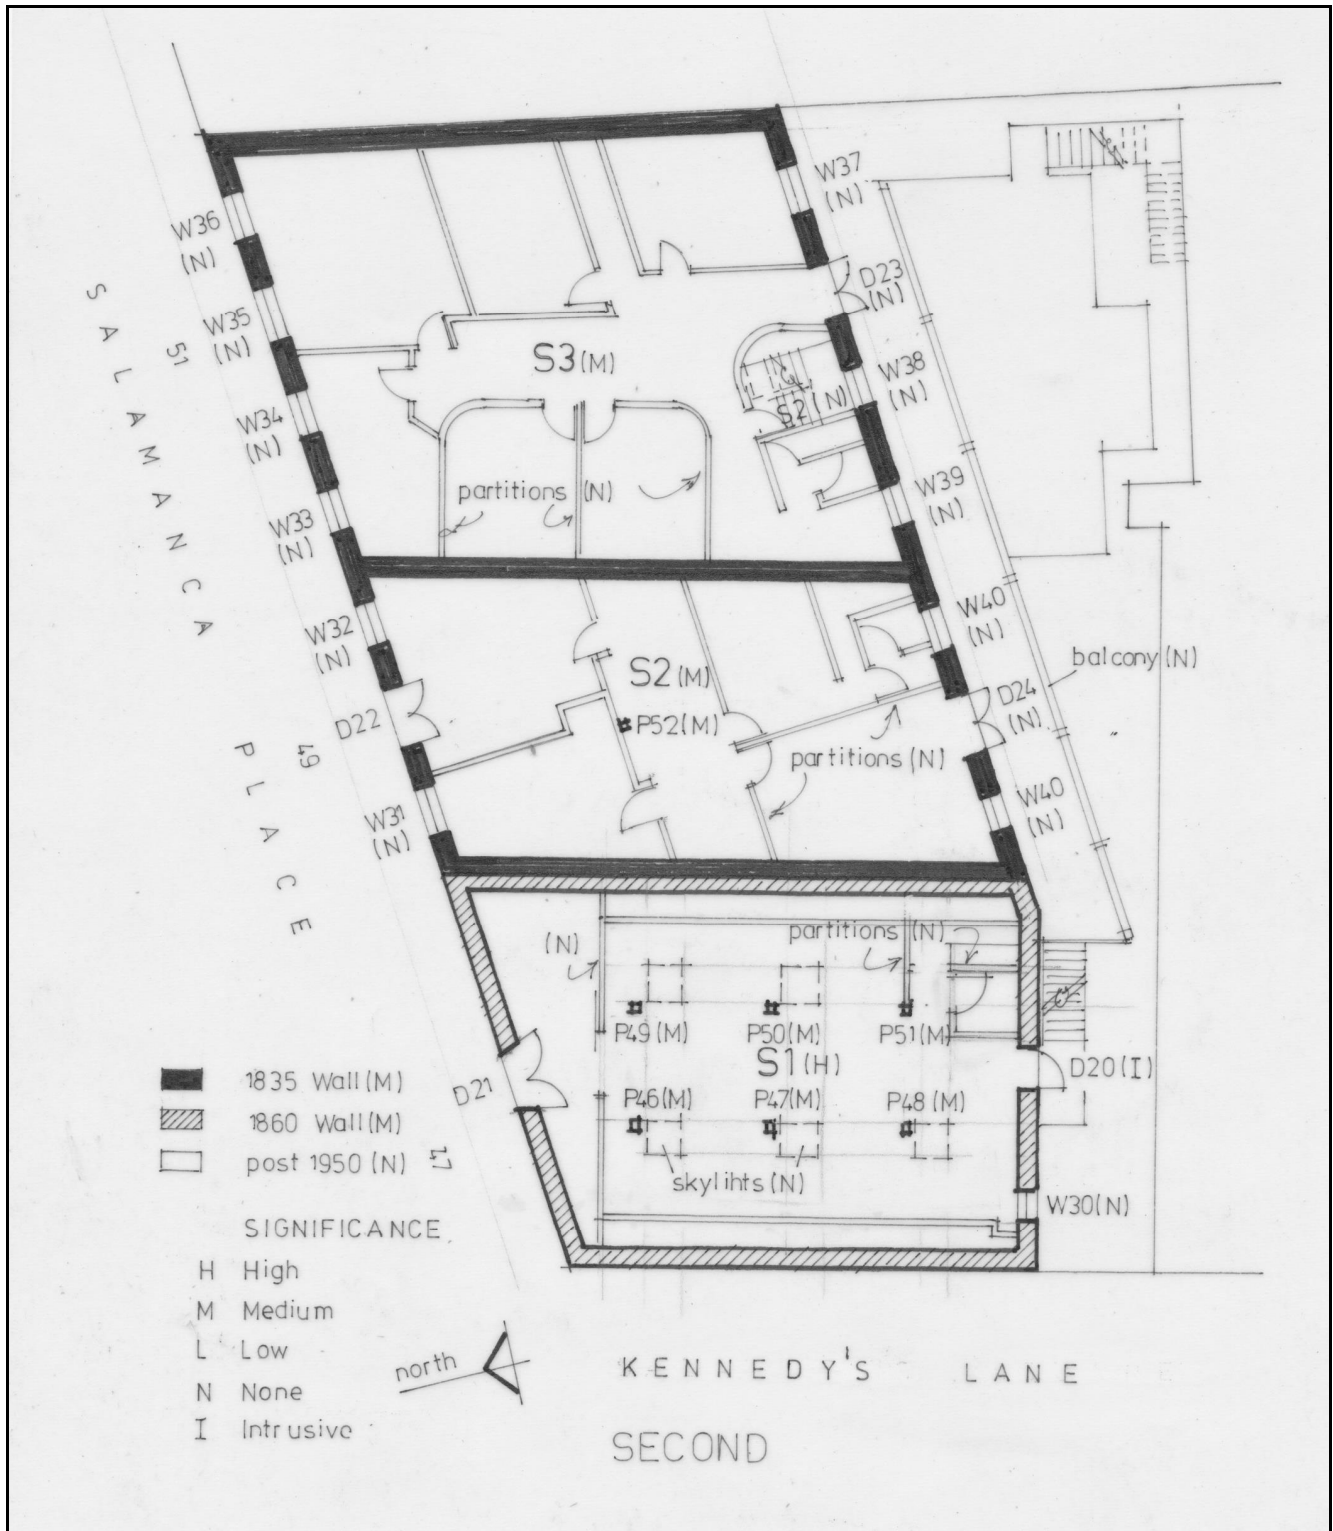 W37
(N)
W36
(N)
D23
(N)
W35
(N)
51
S3(M)
W38
(N)
S2(N)
W34
(N)
W39
(N)
partitions (N)
W33
(N)
SALAMANCA PLACE
W40
(N)
W32
(N)
balcony(N)
S2(M)
D24
(N)
P52(M)
D22
49
partitions(N)
W40
(N)
W31
(N)
partitions (N)
(N)
P49(M)
P50(M)
P51(M)
S1(H)
D20(I)
1835 Wall(M)
D21
P46(M)
P47(M)
P48(M)
1860 Wall(M)
post 1950 (N)
47
skylihts(N)
W30(N)
SIGNIFICANCE
H High
M Medium
L Low
N None
I Intrusive
north
KENNEDY'S LANE
SECOND